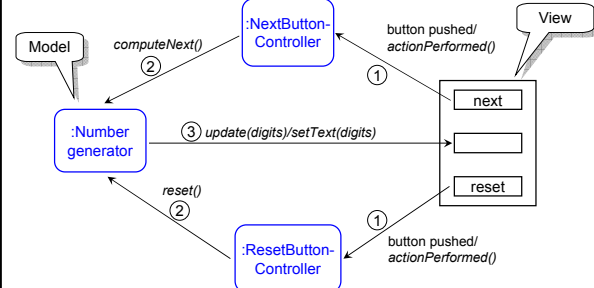 Model
computeNext()
2
:NextButton-
Controller
button pushed/
actionPerformed()
1
View
next
:Number
generator
3 update(digits)/setText(digits)
reset
reset()
2
:ResetButton-
Controller
1
button pushed/
actionPerformed()